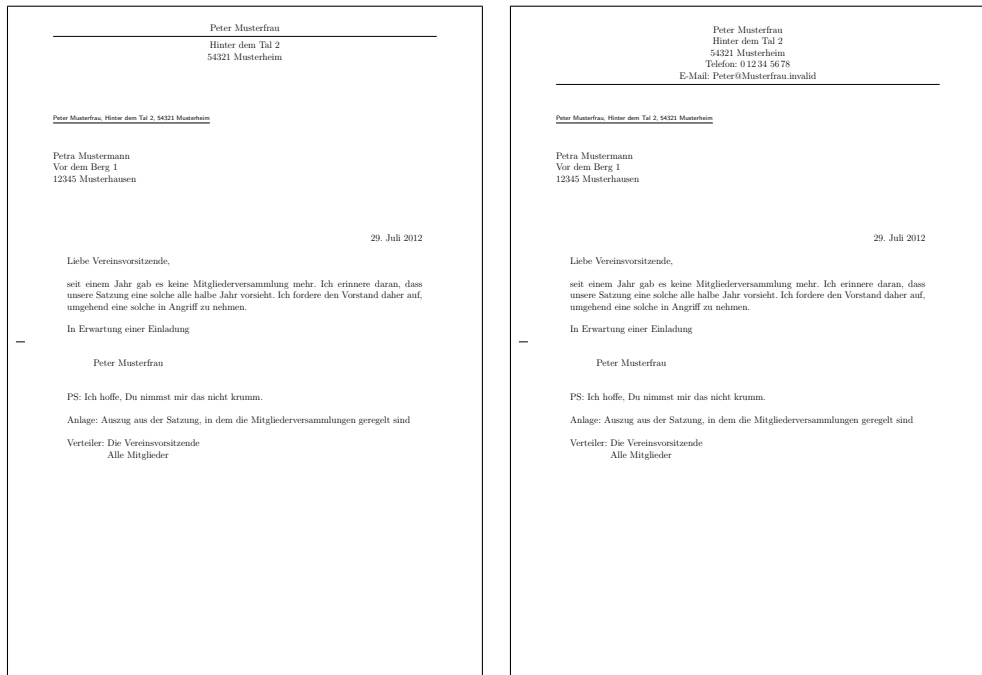 Peter Musterfrau
Hinter dem Tal 2
54321 Musterheim
Peter Musterfrau, Hinter dem Tal 2, 54321 Musterheim
Petra Mustermann
Vor dem Berg 1
12345 Musterhausen
29. Juli 2012
Liebe Vereinsvorsitzende,
seit einem Jahr gab es keine Mitgliederversammlung mehr. Ich erinnere daran, dass
unsere Satzung eine solche alle halbe Jahr vorsieht. Ich fordere den Vorstand daher auf,
umgehend eine solche in Angriff zu nehmen.
In Erwartung einer Einladung
Peter Musterfrau
PS: Ich hoffe, Du nimmst mir das nicht krumm.
Anlage: Auszug aus der Satzung, in dem die Mitgliederversammlungen geregelt sind
Verteiler: Die Vereinsvorsitzende
Alle Mitglieder
Peter Musterfrau
Hinter dem Tal 2
54321 Musterheim
Telefon: 0 12 34 56 78
E-Mail: Peter@Musterfrau.invalid
Peter Musterfrau, Hinter dem Tal 2, 54321 Musterheim
Petra Mustermann
Vor dem Berg 1
12345 Musterhausen
29. Juli 2012
Liebe Vereinsvorsitzende,
seit einem Jahr gab es keine Mitgliederversammlung mehr. Ich erinnere daran, dass
unsere Satzung eine solche alle halbe Jahr vorsieht. Ich fordere den Vorstand daher auf,
umgehend eine solche in Angriff zu nehmen.
In Erwartung einer Einladung
Peter Musterfrau
PS: Ich hoffe, Du nimmst mir das nicht krumm.
Anlage: Auszug aus der Satzung, in dem die Mitgliederversammlungen geregelt sind
Verteiler: Die Vereinsvorsitzende
Alle Mitglieder